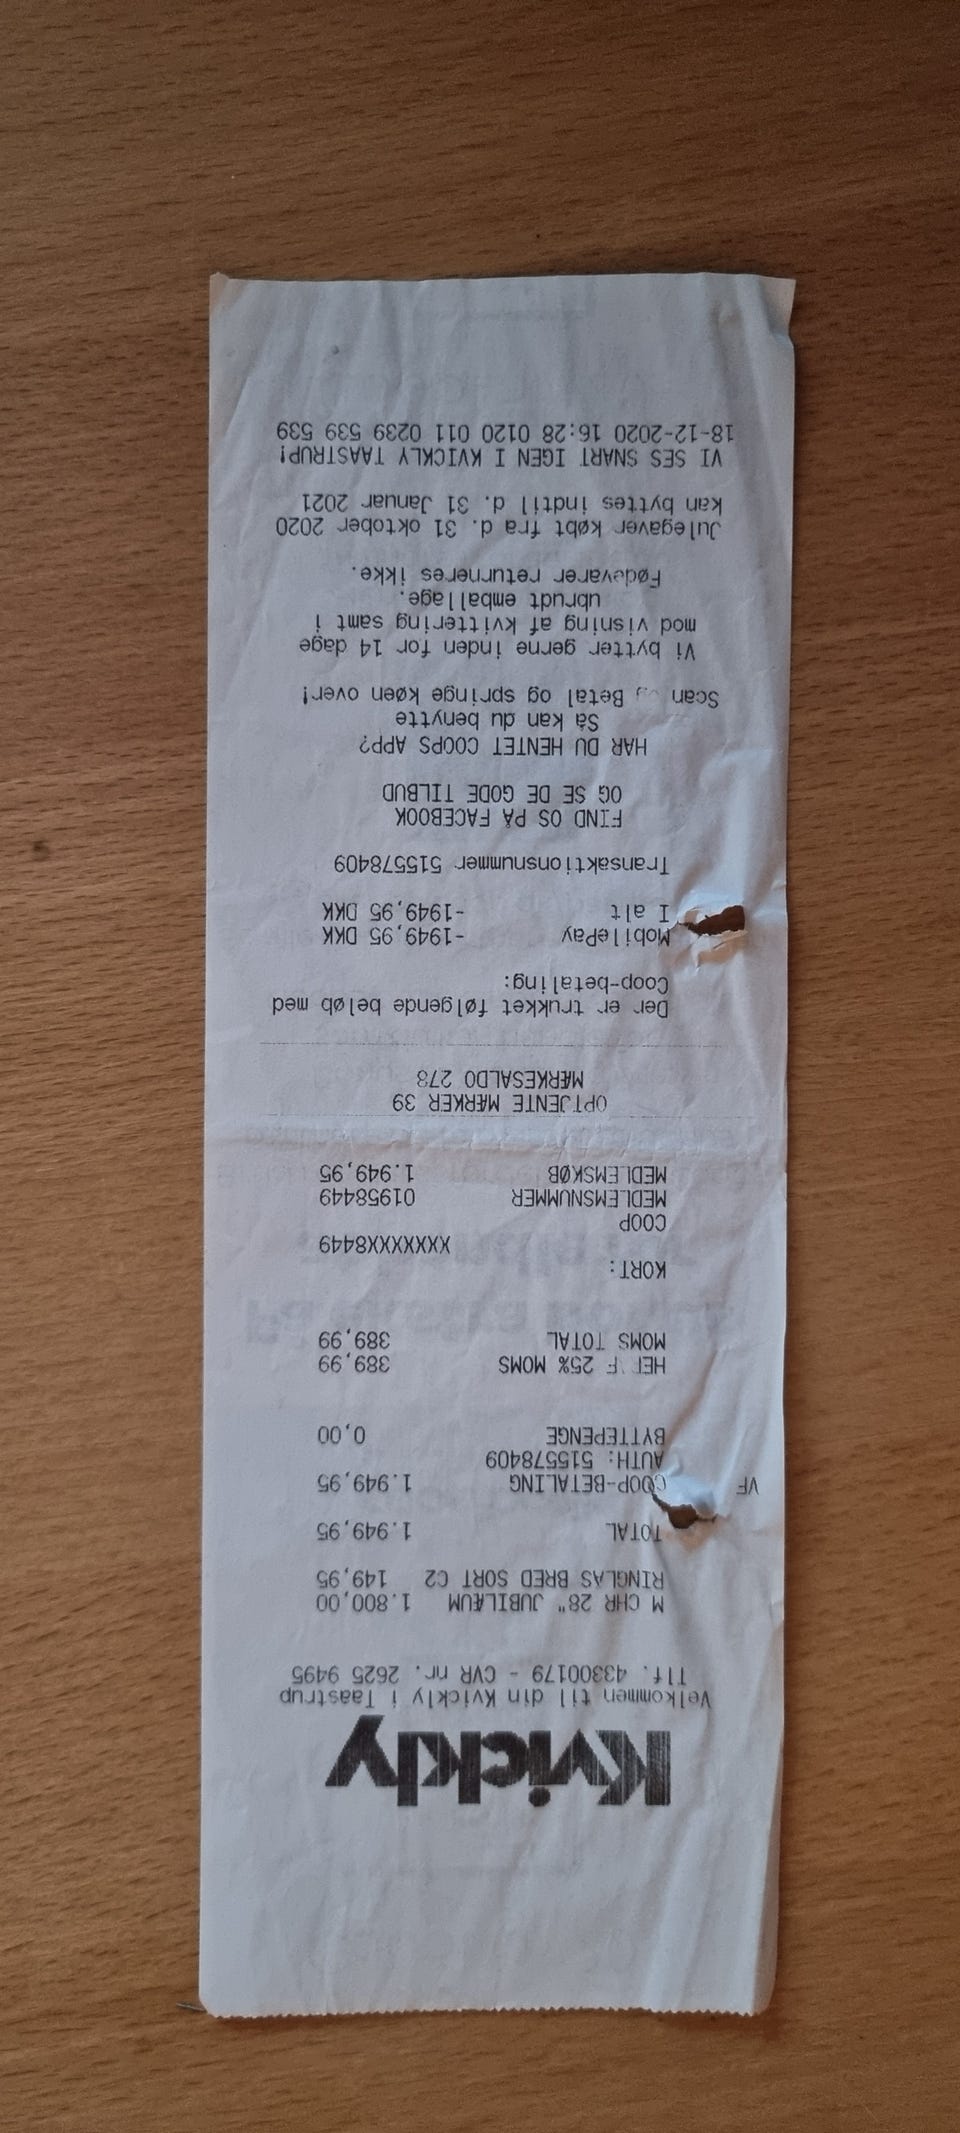 Kvickly
Velkommen til din Kvickly i Taastrup
Tlf. 43300179 - CVR nr. 2625 9495
M CHR 28" JUBILÆUM 1.800,00
RINGLAS BRED SORT C2 149,95
TOTAL 1.949,95
VF COOP-BETALING 1.949,95
AUTH: 515578409
BYTTEPENGE 0,00
25% MOMS 389,99
MOMS TOTAL 389,99
KORT:
XXXXXXXX8449
COOP
MEDLEMSNUMMER 01958449
MEDLEMSKØB 1.949,95
OPTJENTE MÆRKER 39
MÆRKESALDO 278
Der er trukket følgende beløb med
Coop-betaling:
MobilePay -1949,95 DKK
I alt -1949,95 DKK
Transaktionsnummer 515578409
FIND OS PÅ FACEBOOK
OG SE DE GODE TILBUD
HAR DU HENTET COOPS APP?
Så kan du benytte
Scan Betal og springe køen over!
Vi bytter gerne inden for 14 dage
mod visning af kvittering samt i
ubrudt emballage.
Fødevarer returneres ikke.
Julegaver købt fra d. 31 oktober 2020
kan byttes indtil d. 31 Januar 2021
VI SES SNART IGEN I KVICKLY TAASTRUP!
18-12-2020 16:28 0120 011 0239 539 539